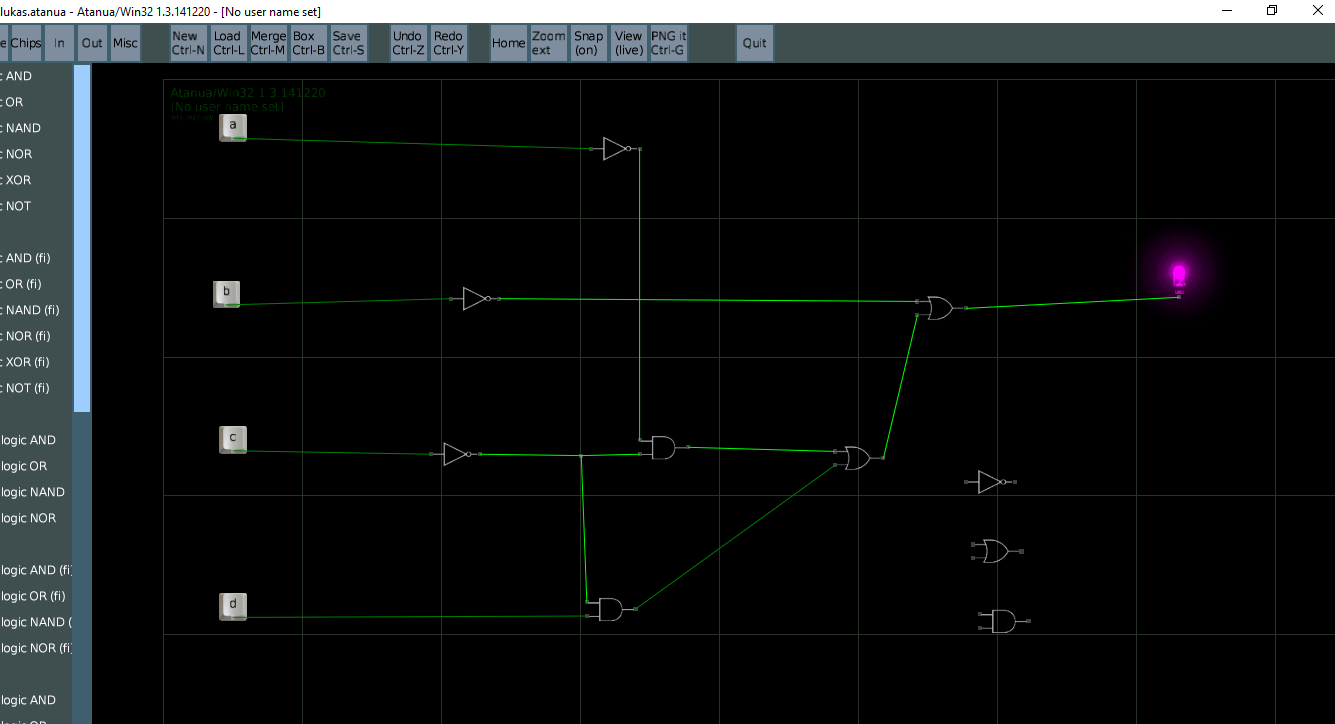 lukas.atanua - Atanua/Win32 1.3.141220 - [No user name set]
e Chips In Out Misc
New Ctrl-N
Load Ctrl-L
Merge Ctrl-M
Box Ctrl-B
Save Ctrl-S
Undo Ctrl-Z
Redo Ctrl-Y
Home
Zoom ext
Snap (on)
View (live)
PNG it Ctrl-G
Quit
c AND
c OR
c NAND
c NOR
c XOR
c NOT
c AND (fi)
c OR (fi)
c NAND (fi)
c NOR (fi)
c XOR (fi)
c NOT (fi)
logic AND
logic OR
logic NAND
logic NOR
logic AND (fi)
logic OR (fi)
logic NAND (
logic NOR (fi)
logic AND
Atanua/Win32 1.3.141220
[No user name set]
a
b
c
d